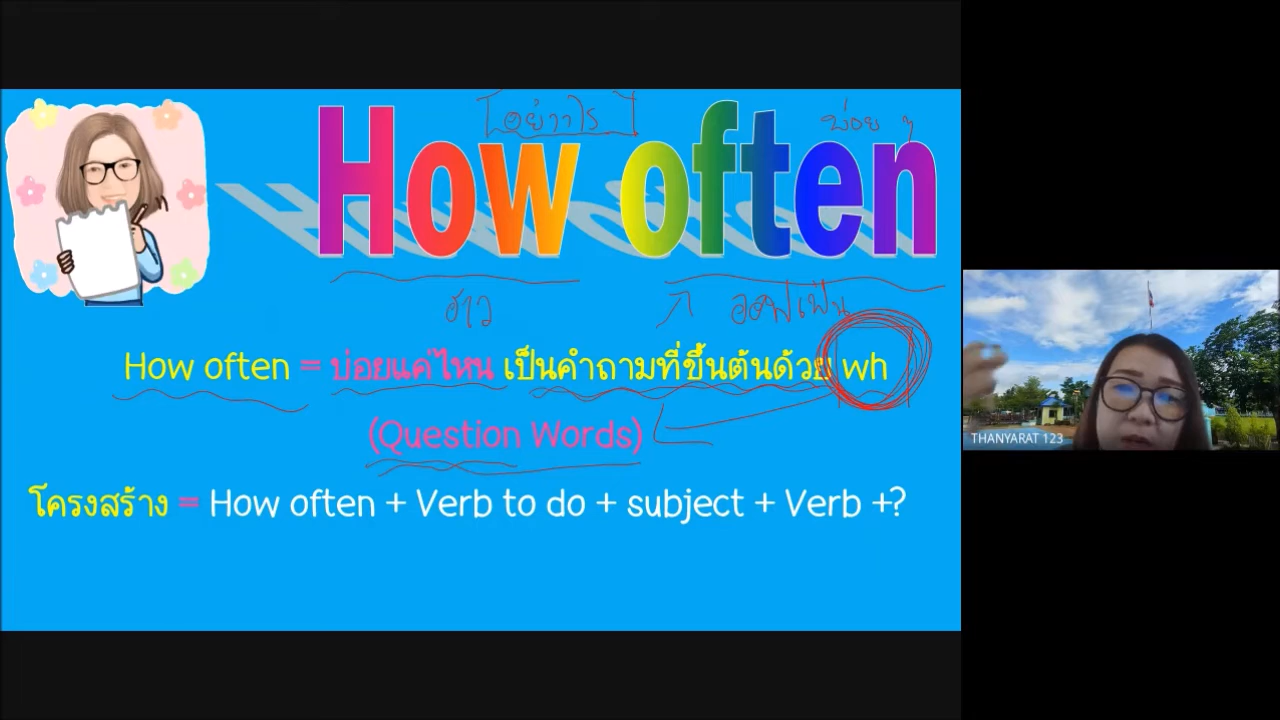 อย่างไร
บ่อย ๆ
How often
ฮาว
ออฟเฟ่น
How often = บ่อยแค่ไหน เป็นคำถามที่ขึ้นต้นด้วย wh
(Question Words)
โครงสร้าง = How often + Verb to do + subject + Verb +?
THANYARAT 123